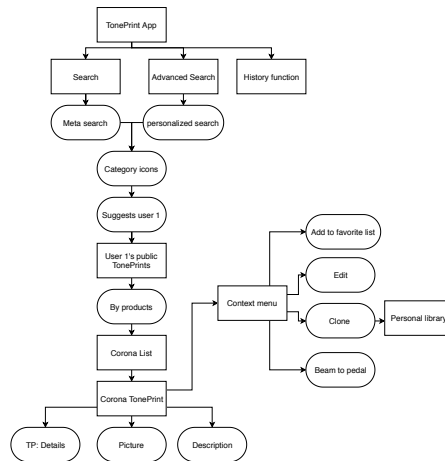 TonePrint App
Search
Advanced Search
History function
Meta search
personalized search
Category icons
Suggests user 1
User 1's public
TonePrints
By products
Corona List
Corona TonePrint
TP: Details
Picture
Description
Context menu
Add to favorite list
Edit
Clone
Personal library
Beam to pedal